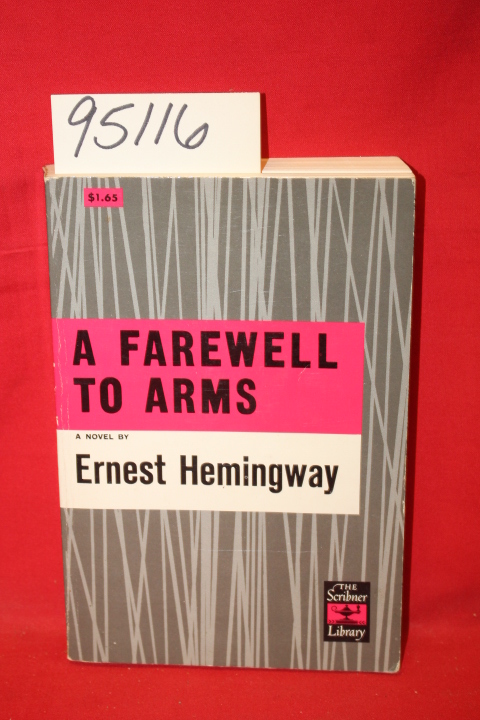 95116
$1.65
A FAREWELL
TO ARMS
A NOVEL BY
Ernest Hemingway
THE
Scribner
Library